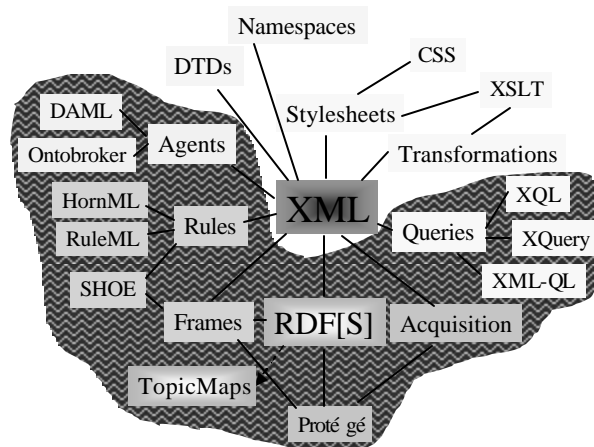 Namespaces
CSS
DTDs
XSLT
Stylesheets
DAML
Agents
Transformations
Ontobroker
HornML
XML
XQL
Rules
Queries
RuleML
XQuery
SHOE
XML-QL
Frames
RDF[S]
Acquisition
TopicMaps
Proté gé